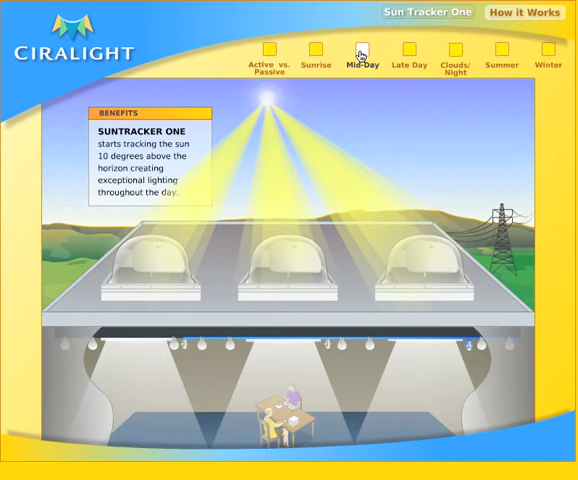 Sun Tracker One
How it Works
CIRALIGHT
Active vs. Passive
Sunrise
Mid-Day
Late Day
Clouds/ Night
Summer
Winter
BENEFITS
SUNTRACKER ONE
starts tracking the sun
10 degrees above the
horizon creating
exceptional lighting
throughout the day.